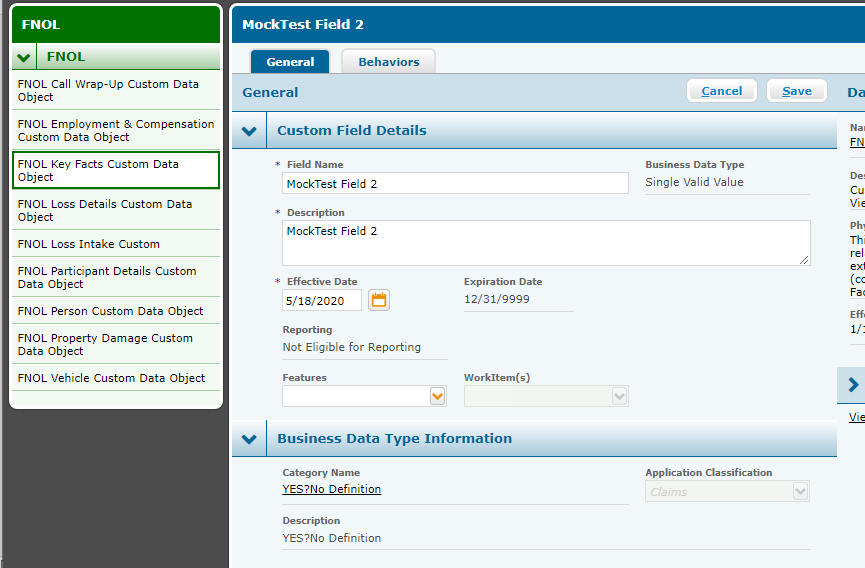 FNOL
FNOL
FNOL Call Wrap-Up Custom Data
Object
FNOL Employment & Compensation
Custom Data Object
FNOL Key Facts Custom Data
Object
FNOL Loss Details Custom Data
Object
FNOL Loss Intake Custom
FNOL Participant Details Custom
Data Object
FNOL Person Custom Data Object
FNOL Property Damage Custom
Data Object
FNOL Vehicle Custom Data Object
MockTest Field 2
General
Behaviors
General
Cancel
Save
Custom Field Details
* Field Name
MockTest Field 2
Business Data Type
Single Valid Value
* Description
MockTest Field 2
* Effective Date
5/18/2020
Expiration Date
12/31/9999
Reporting
Not Eligible for Reporting
Features
WorkItem(s)
Business Data Type Information
Category Name
YES?No Definition
Application Classification
Claims
Description
YES?No Definition